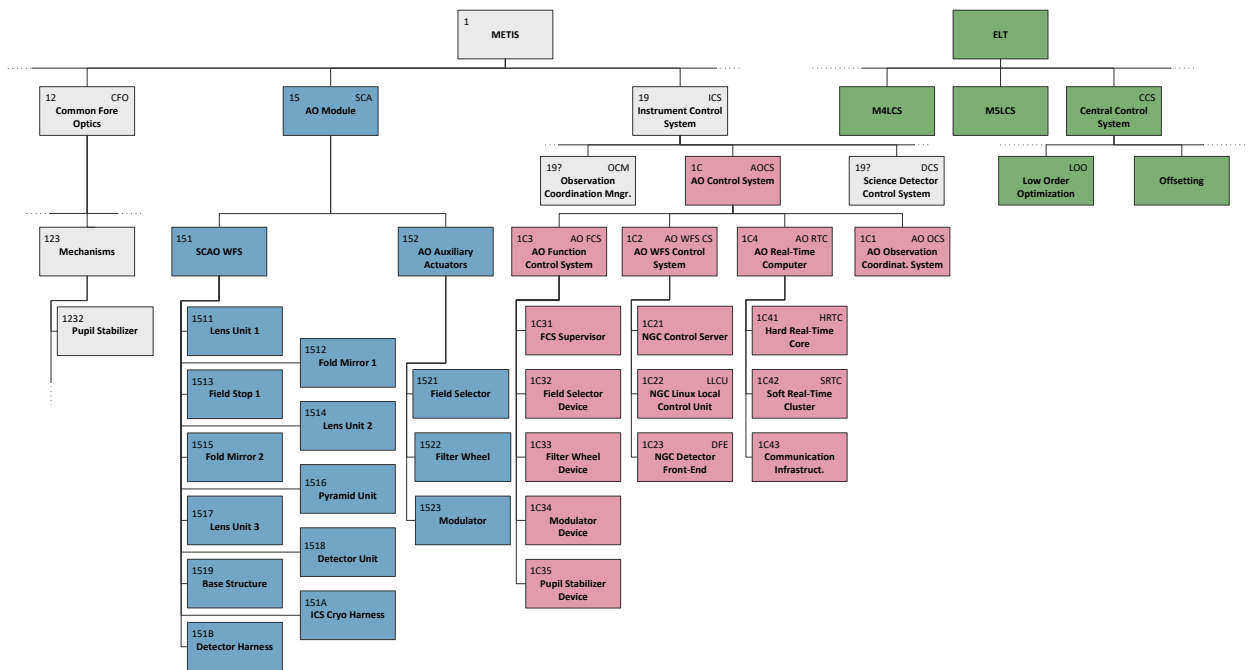 1
METIS
ELT
12 CFO
Common Fore
Optics
15 SCA
AO Module
19 ICS
Instrument Control
System
M4LCS
M5LCS
CCS
Central Control
System
19? OCM
Observation
Coordination Mngr.
1C AOCS
AO Control System
19? DCS
Science Detector
Control System
LOO
Low Order
Optimization
Offsetting
123
Mechanisms
151
SCAO WFS
152
AO Auxiliary
Actuators
1C3 AO FCS
AO Function
Control System
1C2 AO WFS CS
AO WFS Control
System
1C4 AO RTC
AO Real-Time
Computer
1C1 AO OCS
AO Observation
Coordinat. System
1232
Pupil Stabilizer
1511
Lens Unit 1
1512
Fold Mirror 1
1513
Field Stop 1
1514
Lens Unit 2
1515
Fold Mirror 2
1516
Pyramid Unit
1517
Lens Unit 3
1518
Detector Unit
1519
Base Structure
151A
ICS Cryo Harness
151B
Detector Harness
1521
Field Selector
1522
Filter Wheel
1523
Modulator
1C31
FCS Supervisor
1C32
Field Selector
Device
1C33
Filter Wheel
Device
1C34
Modulator
Device
1C35
Pupil Stabilizer
Device
1C21
NGC Control Server
1C22 LLCU
NGC Linux Local
Control Unit
1C23 DFE
NGC Detector
Front-End
1C41 HRTC
Hard Real-Time
Core
1C42 SRTC
Soft Real-Time
Cluster
1C43
Communication
Infrastruct.